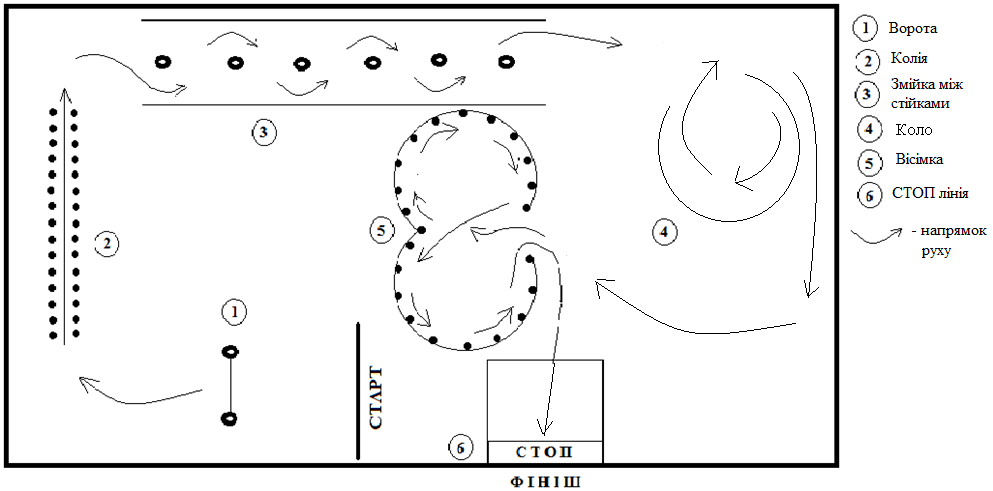 1 Ворота
2 Колія
3 Змійка між
стійками
4 Коло
5 Вісімка
6 СТОП лінія
- напрямок
руху
3
5
2
4
1
СТАРТ
6
СТОП
ФІНІШ